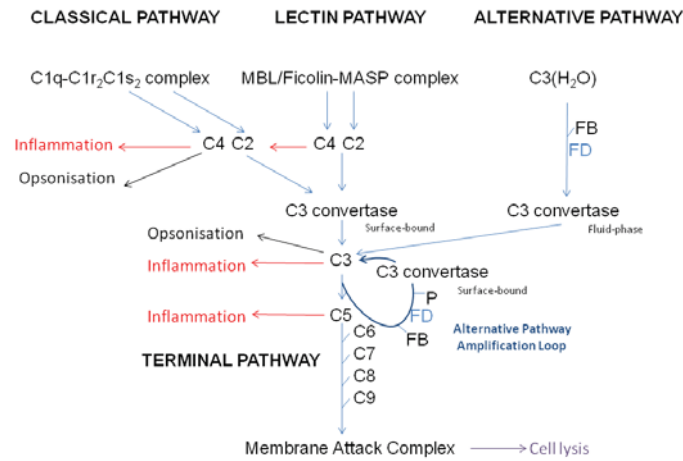 CLASSICAL PATHWAY
LECTIN PATHWAY
ALTERNATIVE PATHWAY
C1q-C1r₂C1s₂ complex
MBL/Ficolin-MASP complex
C3(H₂O)
FB
FD
Inflammation
C4 C2
C4 C2
Opsonisation
C3 convertase
Surface-bound
C3 convertase
Fluid-phase
Opsonisation
C3
Inflammation
C3 convertase
Surface-bound
P
FD
FB
Inflammation
C5
C6
C7
C8
C9
Alternative Pathway
Amplification Loop
TERMINAL PATHWAY
Membrane Attack Complex
Cell lysis